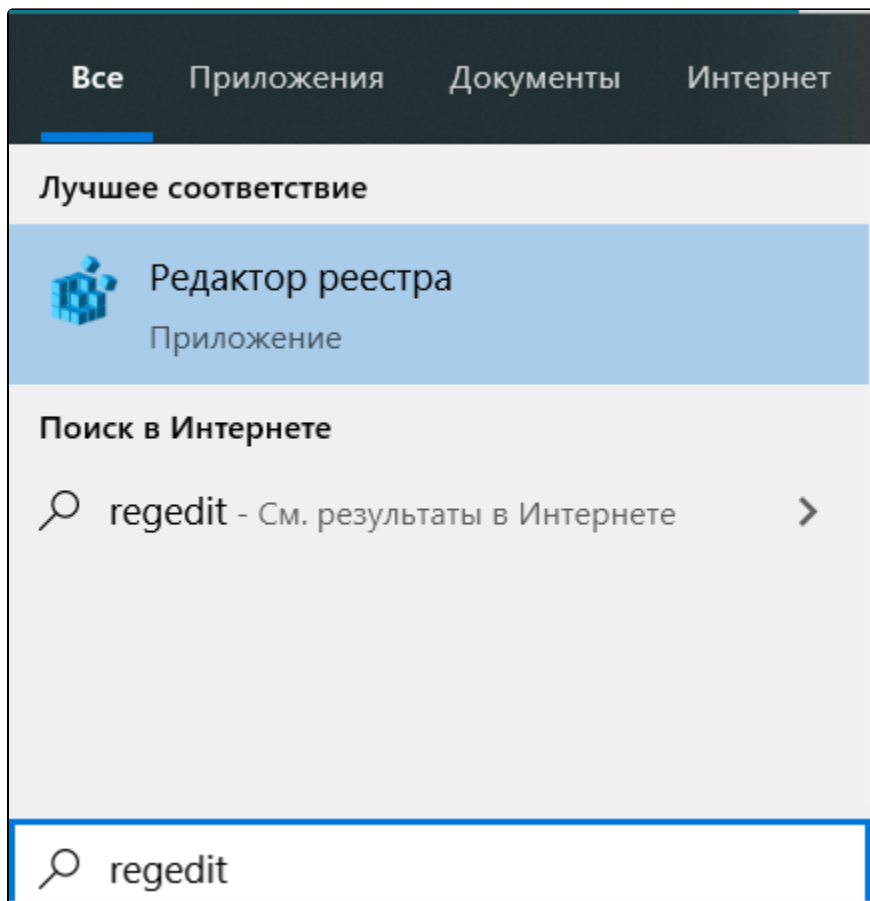 Все Приложения Документы Интернет
Лучшее соответствие
Редактор реестра
Приложение
Поиск в Интернете
regedit - См. результаты в Интернете
regedit